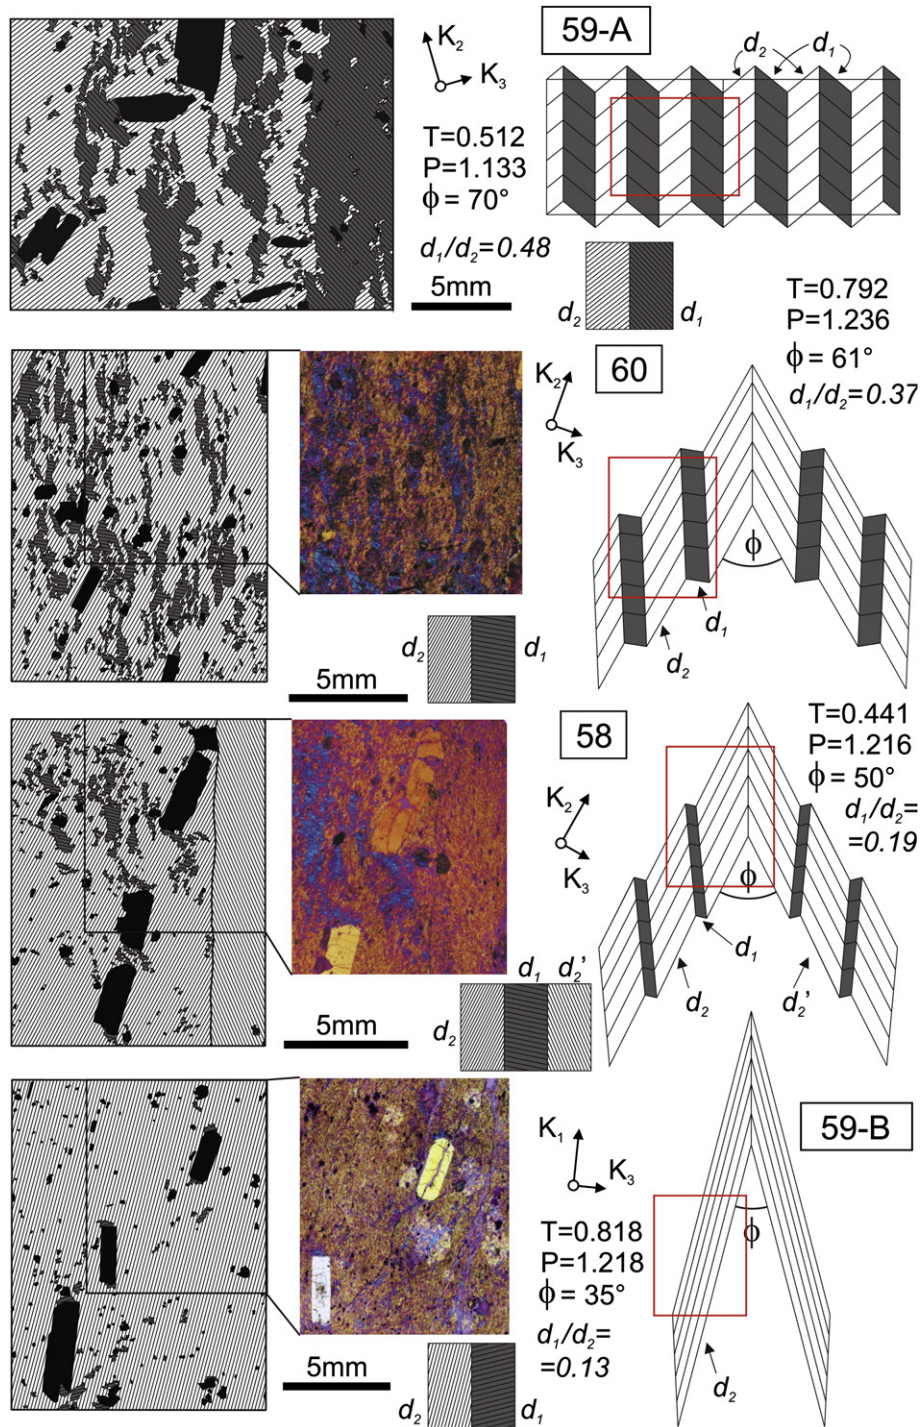 59-A
K2
K3
d2 d1
T=0.512
P=1.133
ϕ = 70°
d1/d2=0.48
5mm
d2 d1
T=0.792
P=1.236
ϕ = 61°
d1/d2=0.37
60
K2
K3
ϕ
d1
d2
d2 d1
5mm
58
T=0.441
P=1.216
ϕ = 50°
d1/d2=
=0.19
K2
K3
ϕ
d1
d2 d2'
d1 d2'
d2
5mm
59-B
K1
K3
T=0.818
P=1.218
ϕ = 35°
d1/d2=
=0.13
ϕ
d2
5mm
d2 d1